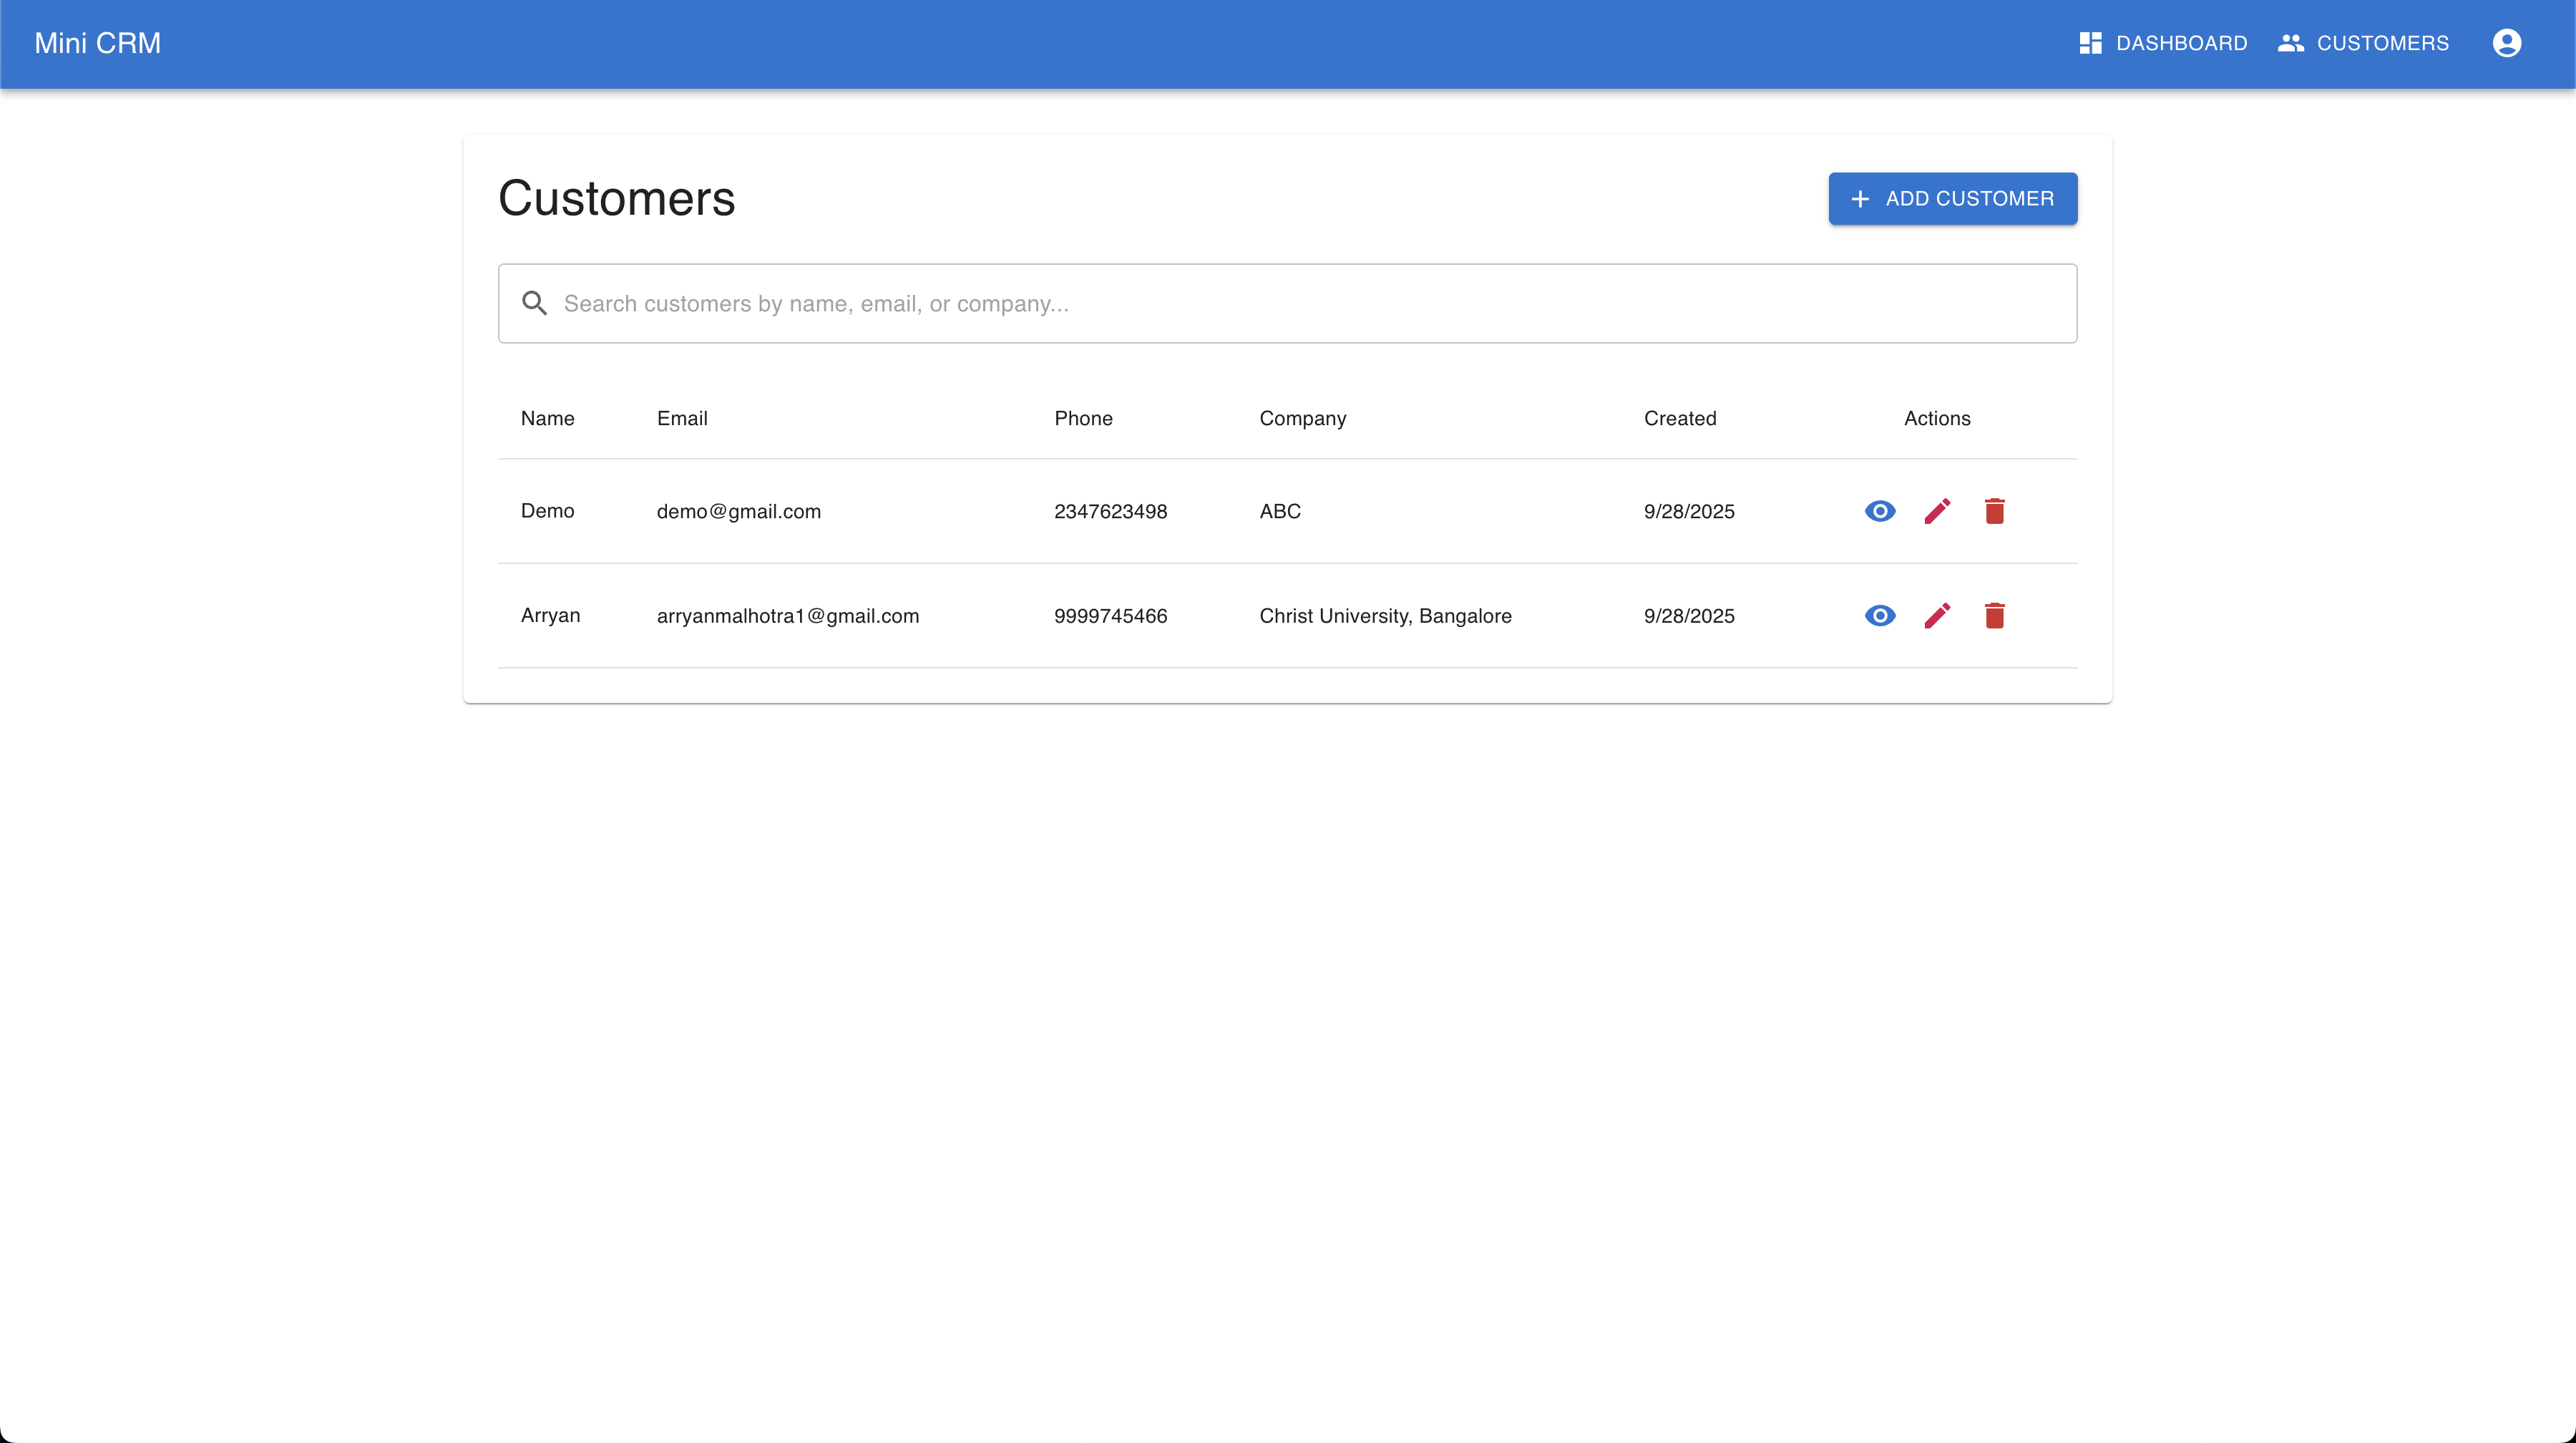 Mini CRM DASHBOARD CUSTOMERS
Customers ADD CUSTOMER
Search customers by name, email, or company...
Name Email Phone Company Created Actions
Demo demo@gmail.com 2347623498 ABC 9/28/2025
Arryan arryanmalhotra1@gmail.com 9999745466 Christ University, Bangalore 9/28/2025